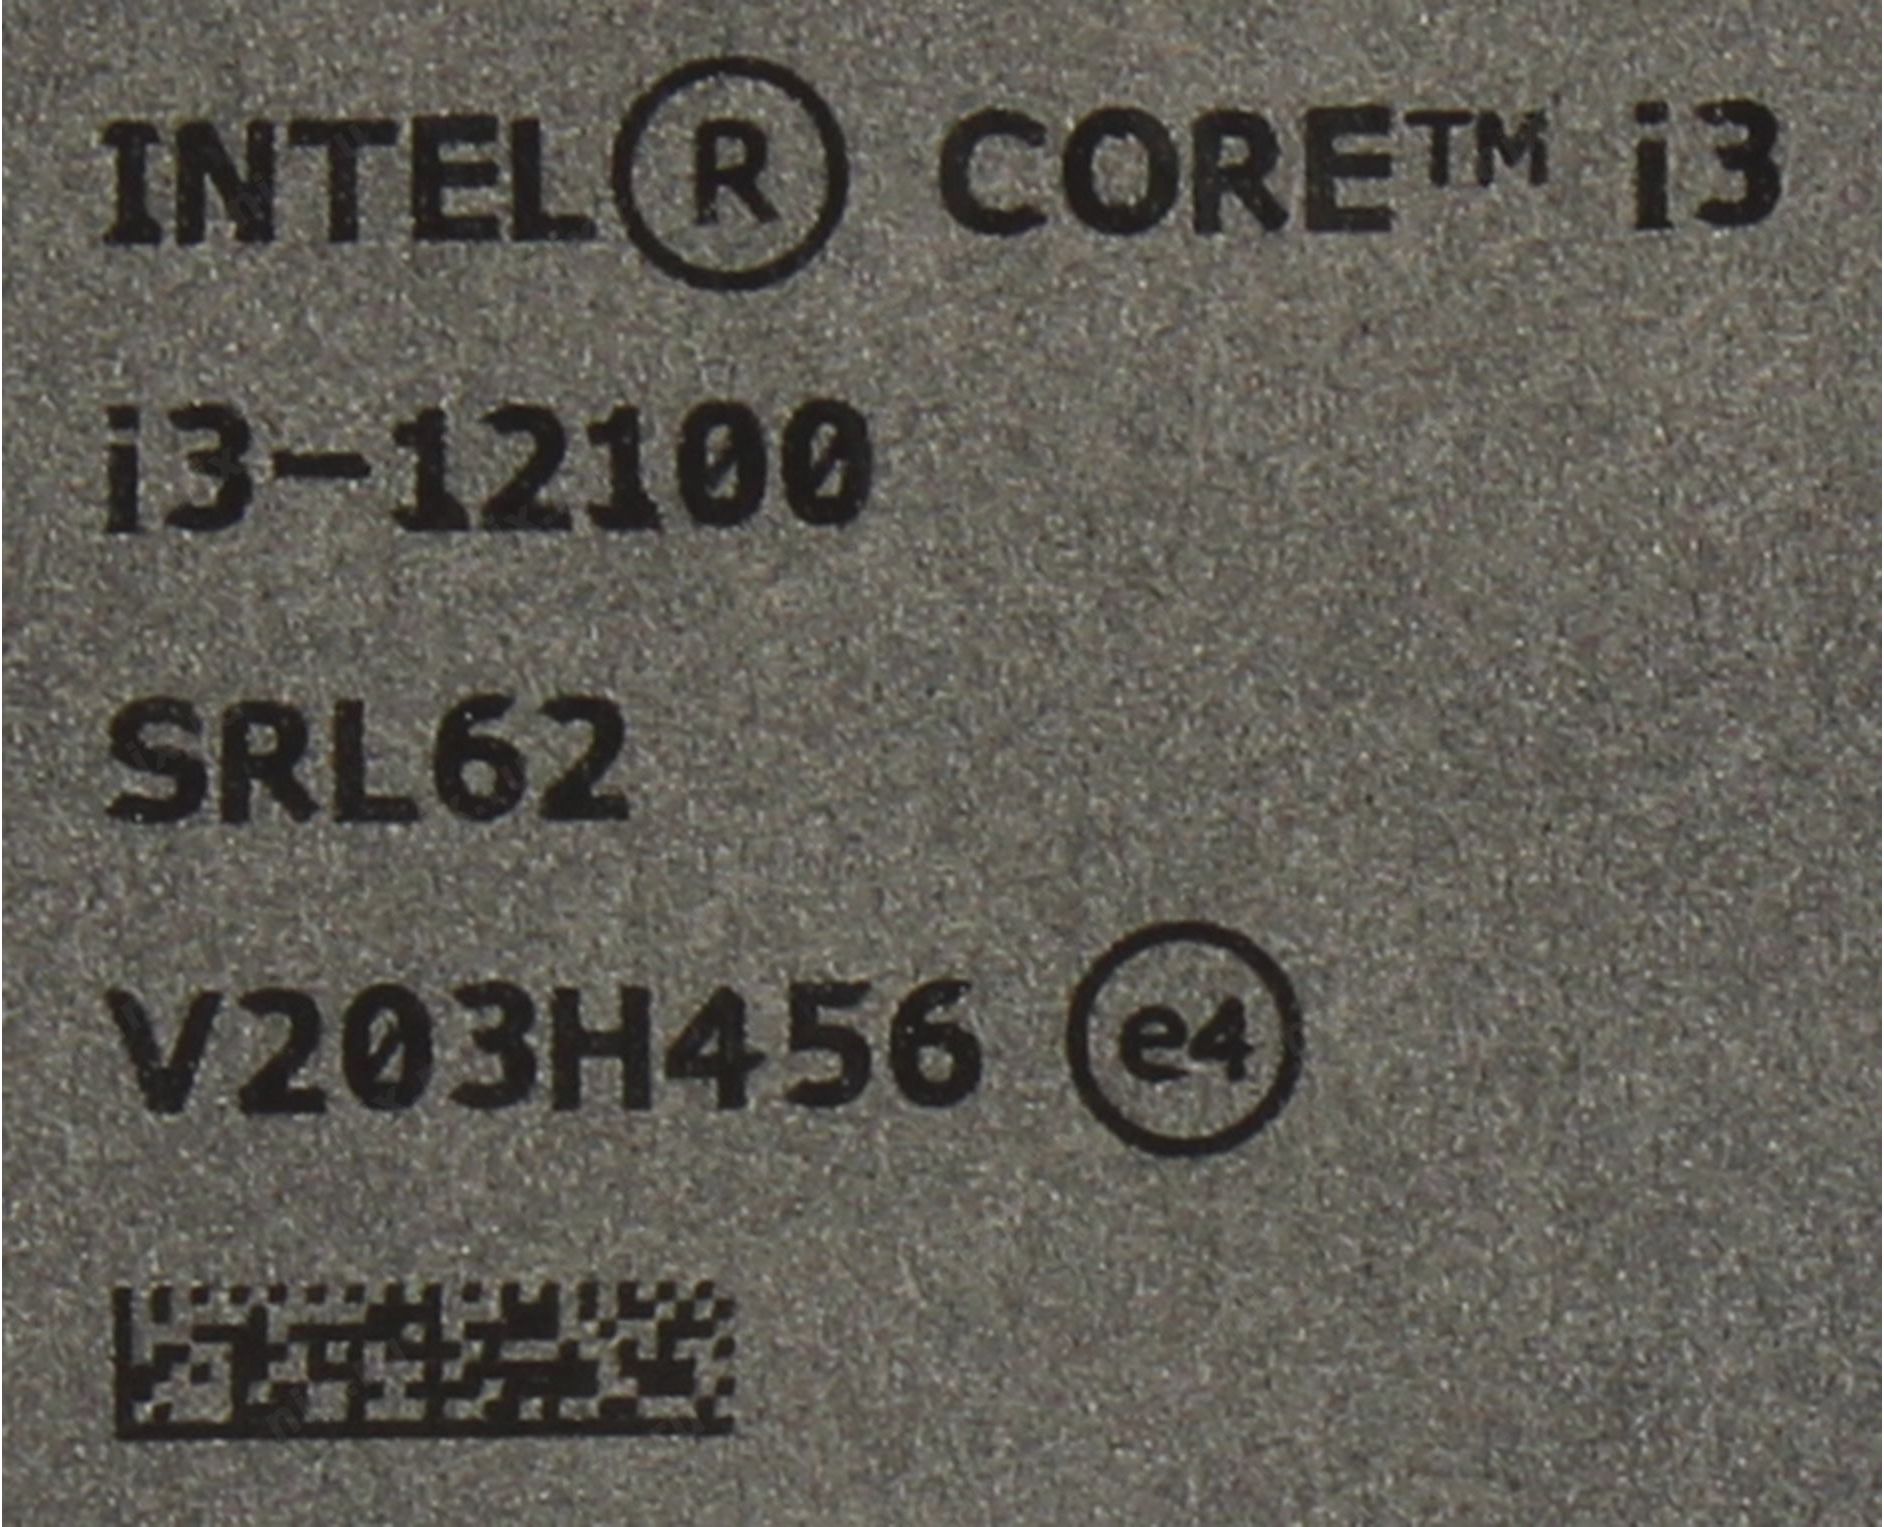 INTEL® CORE™ i3
i3-12100
SRL62
V203H456 e4